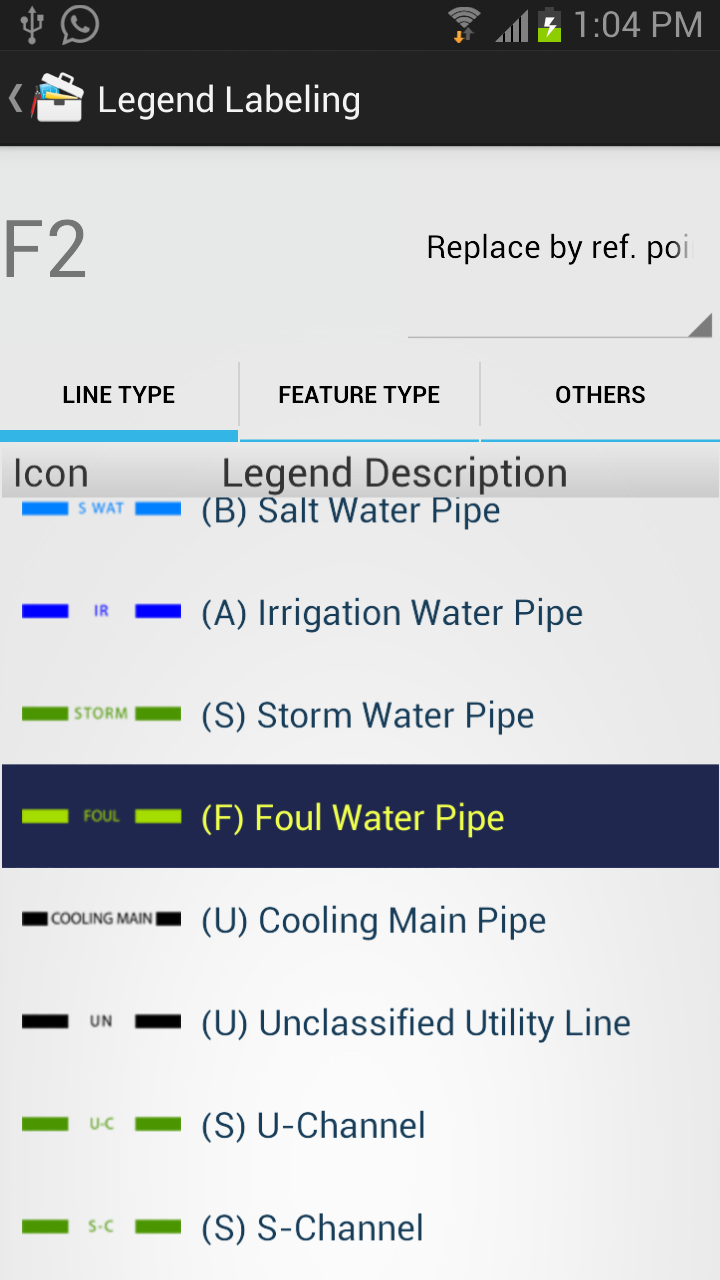 1:04 PM
Legend Labeling
F2
Replace by ref. poi
LINE TYPE FEATURE TYPE OTHERS
Icon Legend Description
S WAT (B) Salt Water Pipe
IR (A) Irrigation Water Pipe
STORM (S) Storm Water Pipe
FOUL (F) Foul Water Pipe
COOLING MAIN (U) Cooling Main Pipe
UN (U) Unclassified Utility Line
U-C (S) U-Channel
S-C (S) S-Channel